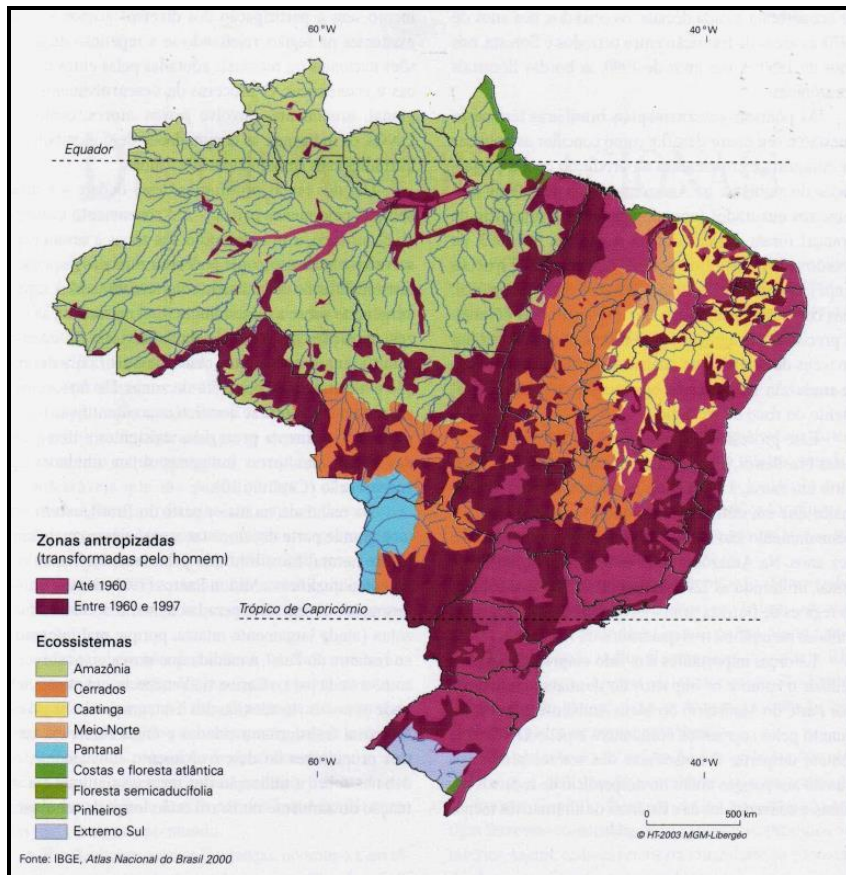 60°W
40°W
Equador
Zonas antropizadas
(transformadas pelo homem)
Até 1960
Entre 1960 e 1997
Trópico de Capricórnio
Ecossistemas
Amazônia
Cerrados
Caatinga
Meio-Norte
Pantanal
Costas e floresta atlântica
Floresta semicaducifólia
Pinheiros
Extremo Sul
60°W
40°W
0 500 km
© HT-2003 MGM-Libergéo
Fonte: IBGE, Atlas Nacional do Brasil 2000